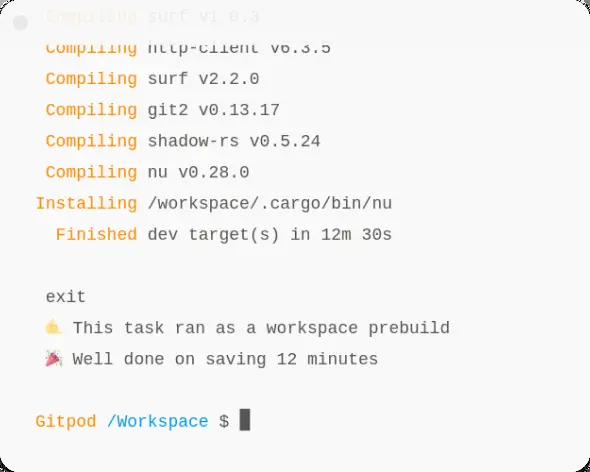 Compiling surf v1.0.3
Compiling http-client v6.3.5
Compiling surf v2.2.0
Compiling git2 v0.13.17
Compiling shadow-rs v0.5.24
Compiling nu v0.28.0
Installing /workspace/.cargo/bin/nu
Finished dev target(s) in 12m 30s
exit
🤙 This task ran as a workspace prebuild
🎉 Well done on saving 12 minutes
Gitpod /Workspace $